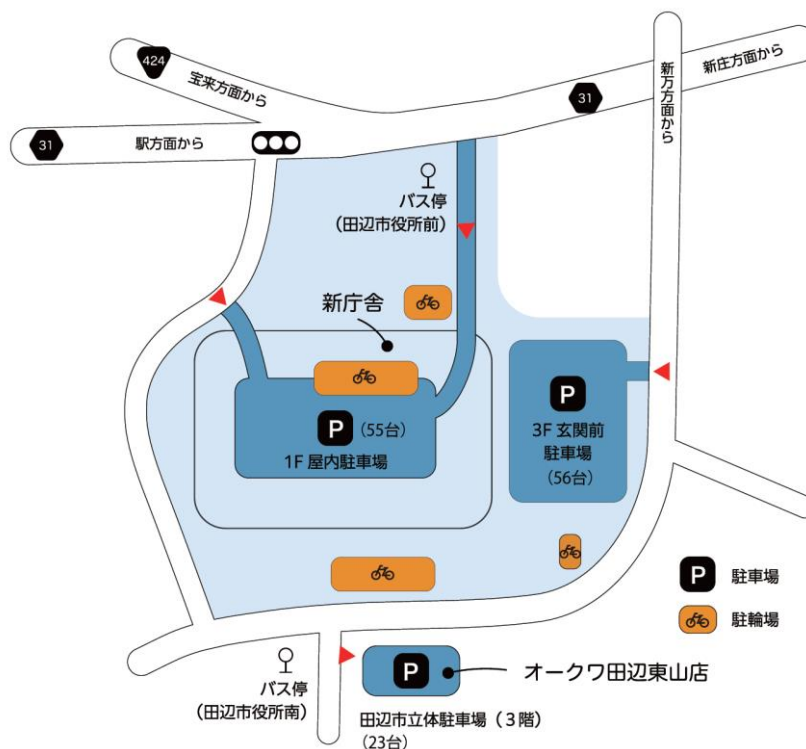 424
宝来方面から
31
新庄方面から
新万方面から
31
駅方面から
バス停
(田辺市役所前)
新庁舎
P (55台)
1F 屋内駐車場
P
3F 玄関前
駐車場
(56台)
P 駐車場
駐輪場
バス停
(田辺市役所南)
P
オークワ田辺東山店
田辺市立体駐車場(3階)
(23台)